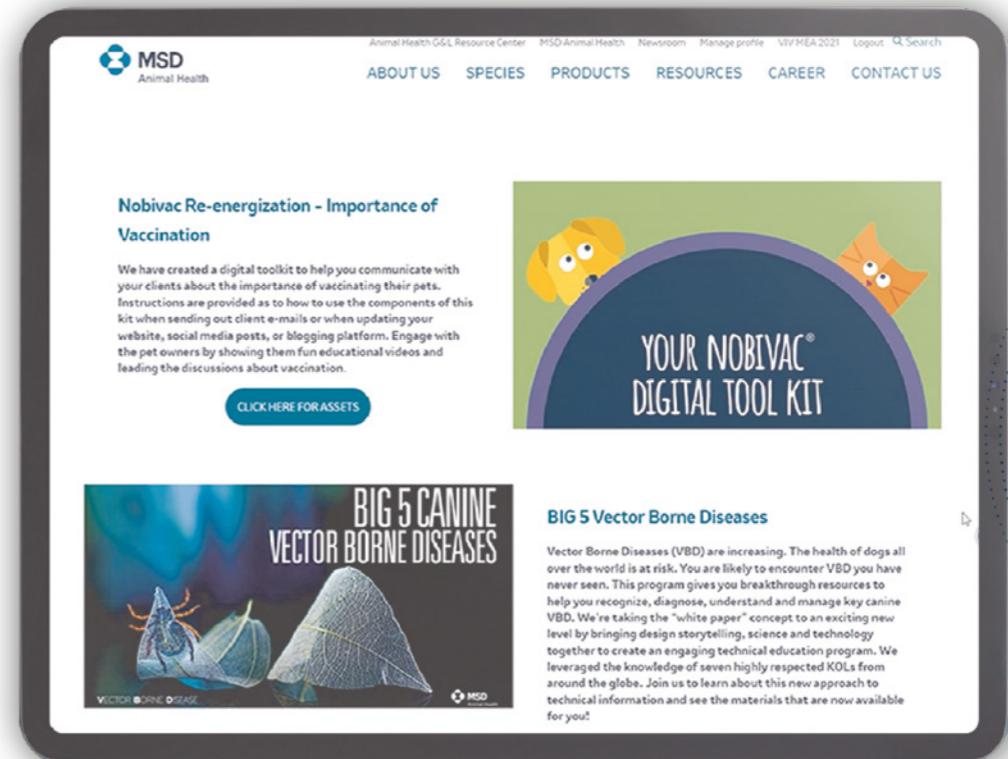 MSD
Animal Health
Animal Health G&L Resource Center MSD Animal Health Newsroom Manage profile VIV MEA 2021 Logout Search
ABOUT US SPECIES PRODUCTS RESOURCES CAREER CONTACT US
Nobivac Re-energization - Importance of
Vaccination
We have created a digital toolkit to help you communicate with
your clients about the importance of vaccinating their pets.
Instructions are provided as to how to use the components of this
kit when sending out client e-mails or when updating your
website, social media posts, or blogging platform. Engage with
the pet owners by showing them fun educational videos and
leading the discussions about vaccination.
CLICK HERE FOR ASSETS
YOUR NOBIVAC®
DIGITAL TOOL KIT
BIG 5 CANINE
VECTOR BORNE DISEASES
VECTOR BORNE DISEASE
MSD
Animal Health
BIG 5 Vector Borne Diseases
Vector Borne Diseases (VBD) are increasing. The health of dogs all
over the world is at risk. You are likely to encounter VBD you have
never seen. This program gives you breakthrough resources to
help you recognize, diagnose, understand and manage key canine
VBD. We're taking the "white paper" concept to an exciting new
level by bringing design storytelling, science and technology
together to create an engaging technical education program. We
leveraged the knowledge of seven highly respected KOLs from
around the globe. Join us to learn about this new approach to
technical information and see the materials that are now available
for you!